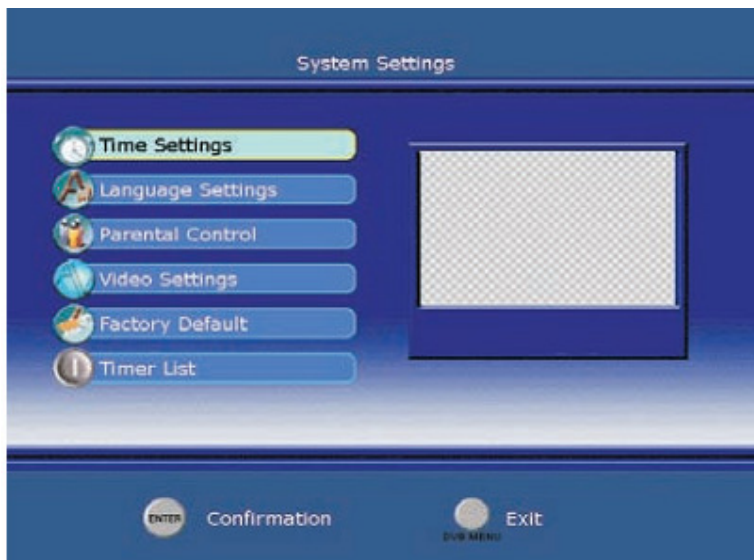 System Settings
Time Settings
Language Settings
Parental Control
Video Settings
Factory Default
Timer List
ENTER Confirmation
DVB MENU Exit